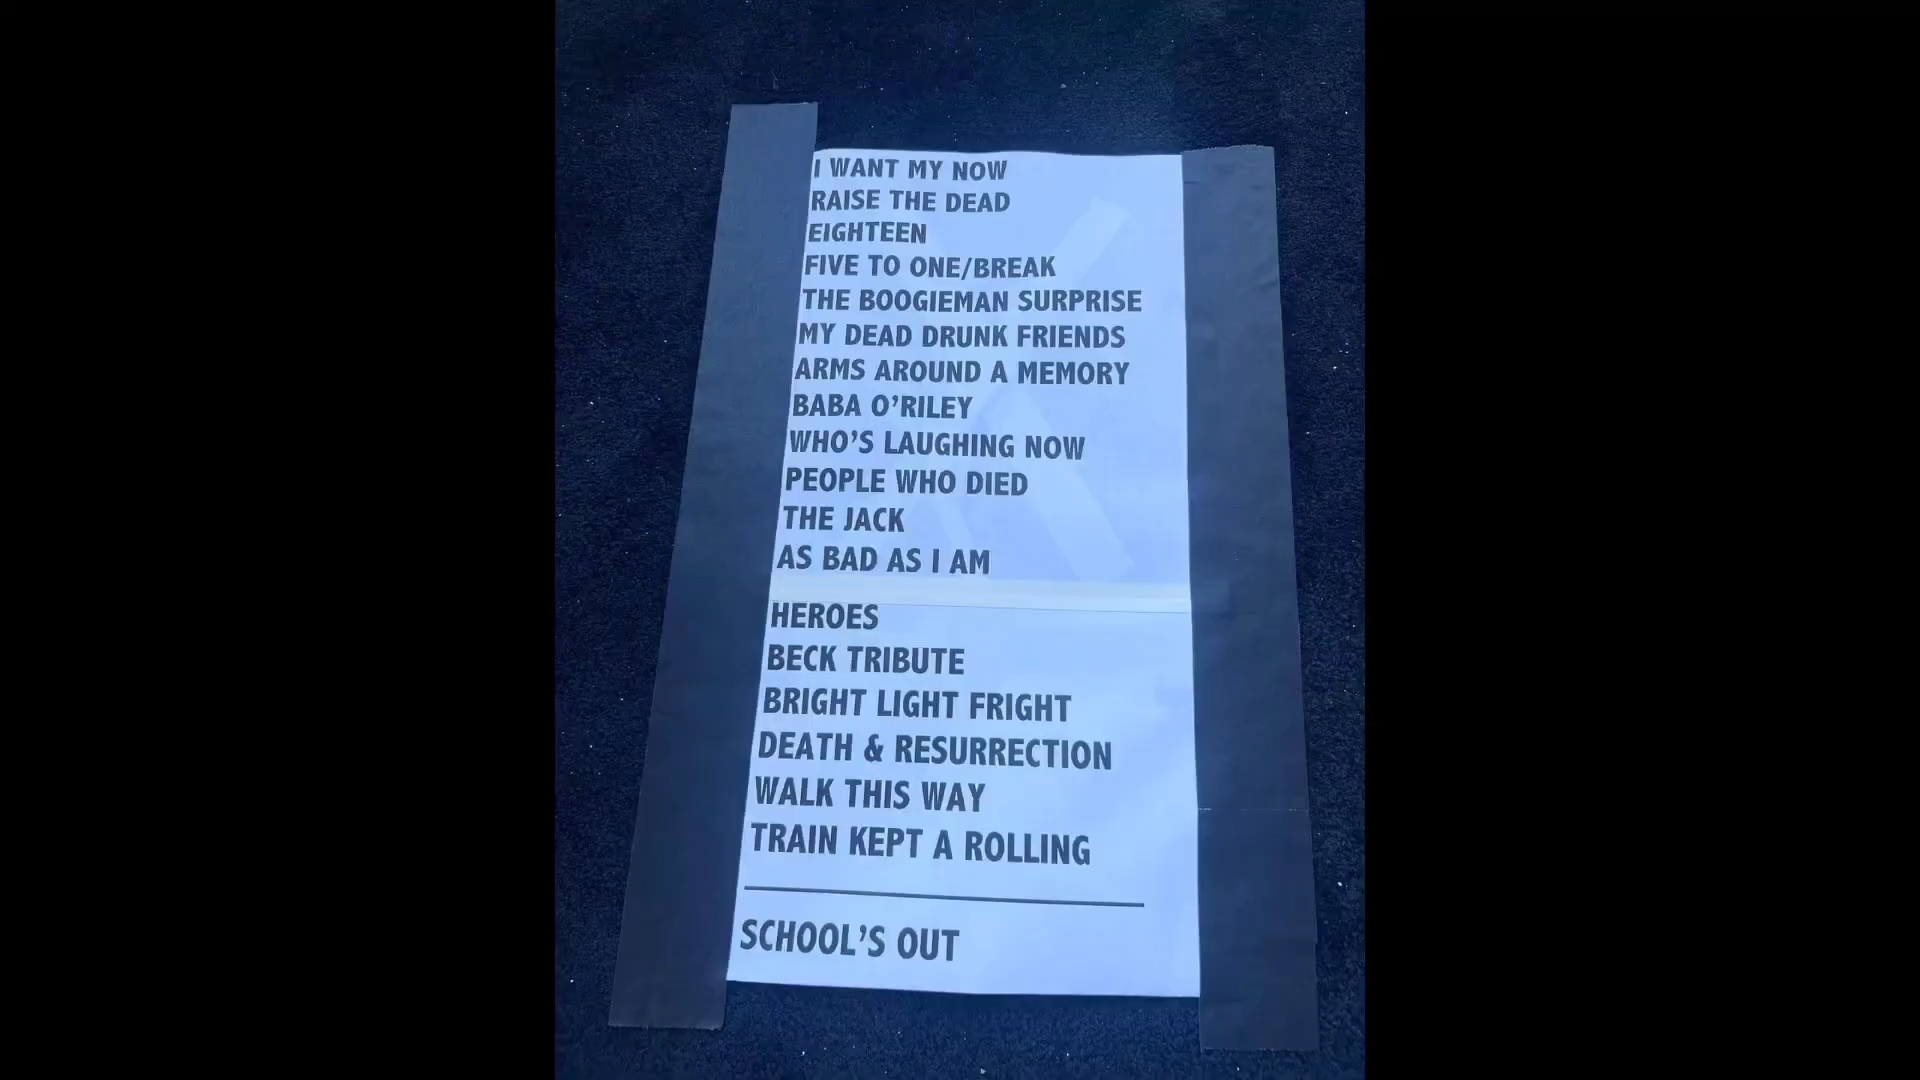 I WANT MY NOW
RAISE THE DEAD
EIGHTEEN
FIVE TO ONE/BREAK
THE BOOGIEMAN SURPRISE
MY DEAD DRUNK FRIENDS
ARMS AROUND A MEMORY
BABA O’RILEY
WHO’S LAUGHING NOW
PEOPLE WHO DIED
THE JACK
AS BAD AS I AM
HEROES
BECK TRIBUTE
BRIGHT LIGHT FRIGHT
DEATH & RESURRECTION
WALK THIS WAY
TRAIN KEPT A ROLLING
SCHOOL’S OUT